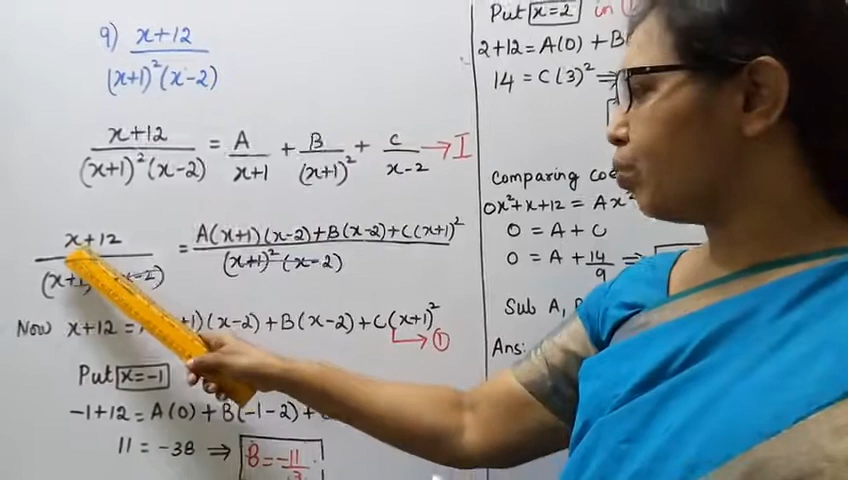 9) x+12
(x+1)²(x-2)
x+12 / (x+1)²(x-2) = A / x+1 + B / (x+1)² + C / x-2 → I
x+12 / (x+1) x-2) = A(x+1)(x-2)+B(x-2)+C(x+1)² / (x+1)²(x-2)
Now x+12 = +1)(x-2)+B(x-2)+C(x+1)² → ①
Put x=-1
-1+12=A(0)+B(-1-2)+
11 = -3B ⇒ B = -11/3
Put x=2 in
2+12=A(0)+B
14 = C(3)² ⇒
Comparing
0x²+x+12 = Ax²
0 = A + C
0 = A + 14/9
Sub A,
Ans: